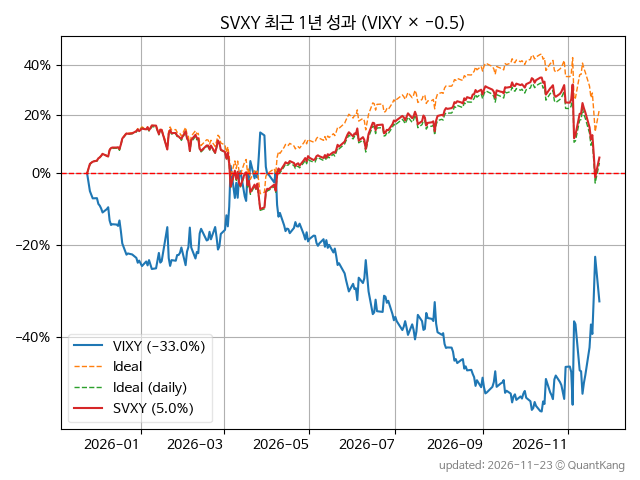 SVXY 최근 1년 성과 (VIXY × −0.5)
40%
20%
0%
−20%
−40%
VIXY (−33.0%)
Ideal
Ideal (daily)
SVXY (5.0%)
2026-01 2026-03 2026-05 2026-07 2026-09 2026-11
updated: 2026-11-23 © QuantKang